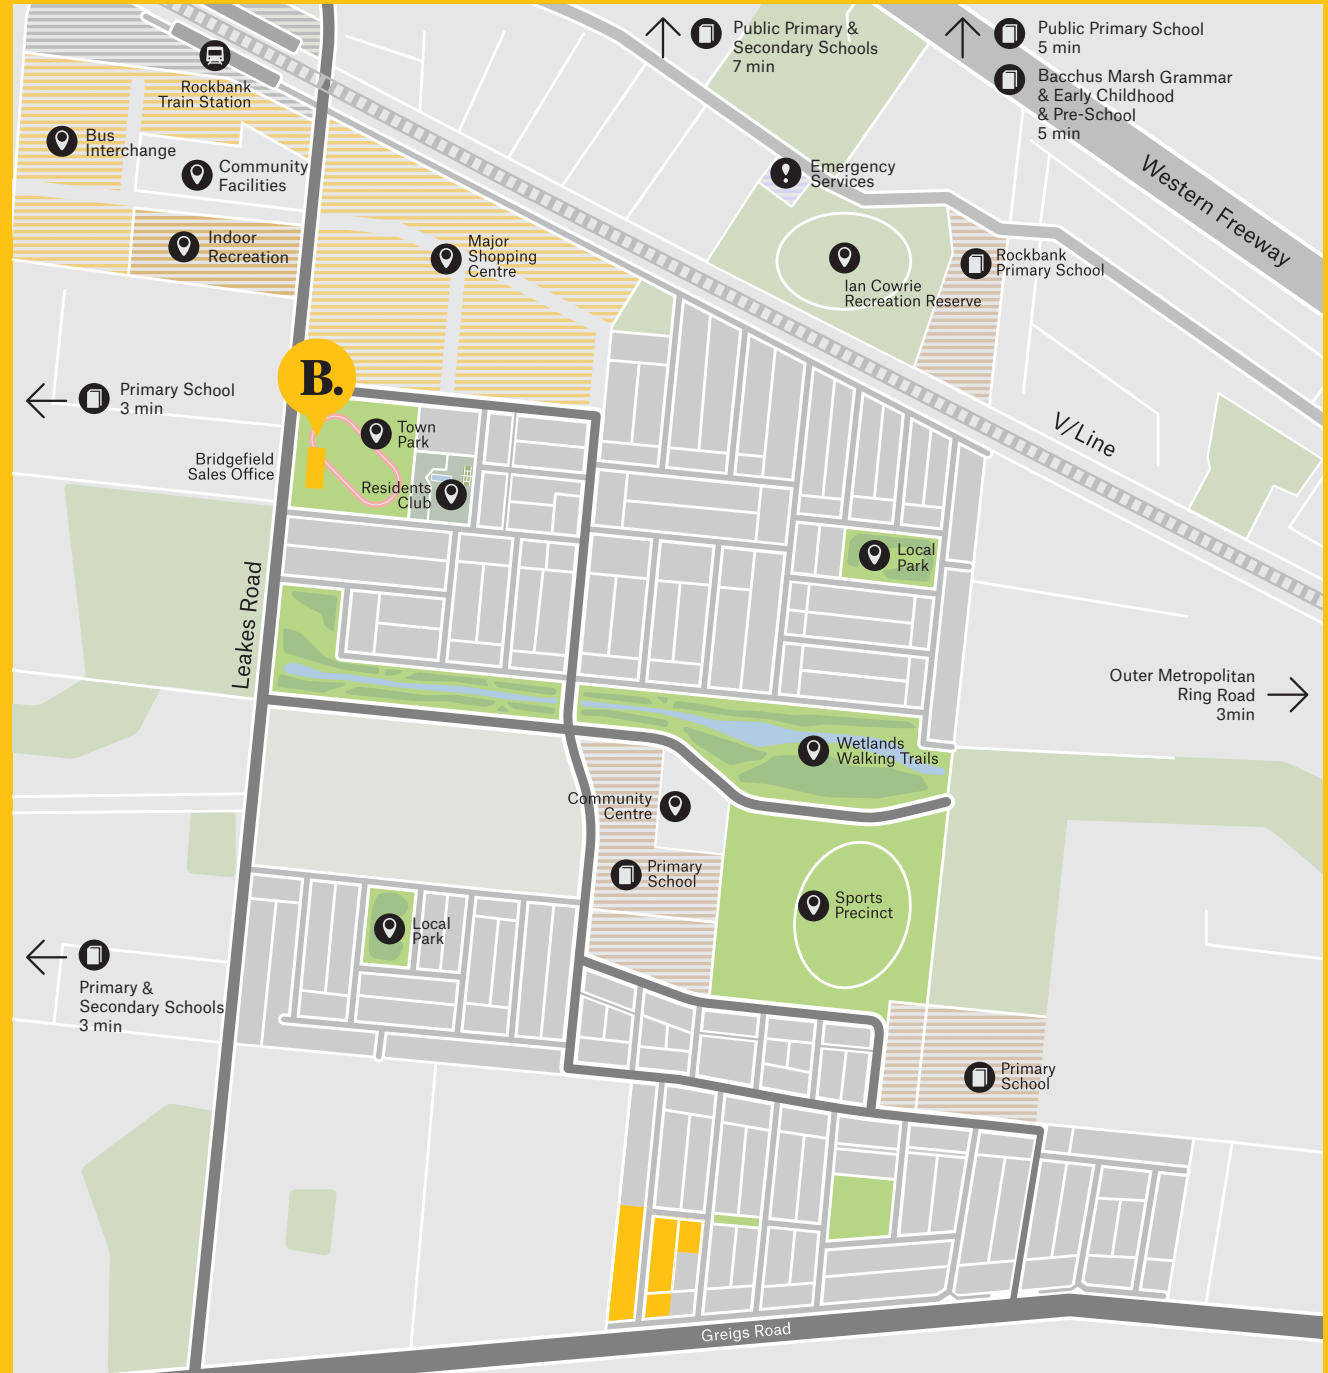 Public Primary &
Secondary Schools
7 min
Public Primary School
5 min
Bacchus Marsh Grammar
& Early Childhood
& Pre-School
5 min
Rockbank
Train Station
Bus
Interchange
Community
Facilities
Emergency
Services
Western Freeway
Indoor
Recreation
Major
Shopping
Centre
Rockbank
Primary School
Ian Cowrie
Recreation Reserve
B.
Primary School
3 min
Town
Park
V/Line
Bridgefield
Sales Office
Residents
Club
Local
Park
Leakes Road
Outer Metropolitan
Ring Road
3min
Wetlands
Walking Trails
Community
Centre
Primary
School
Sports
Precinct
Local
Park
Primary &
Secondary Schools
3 min
Primary
School
Greigs Road